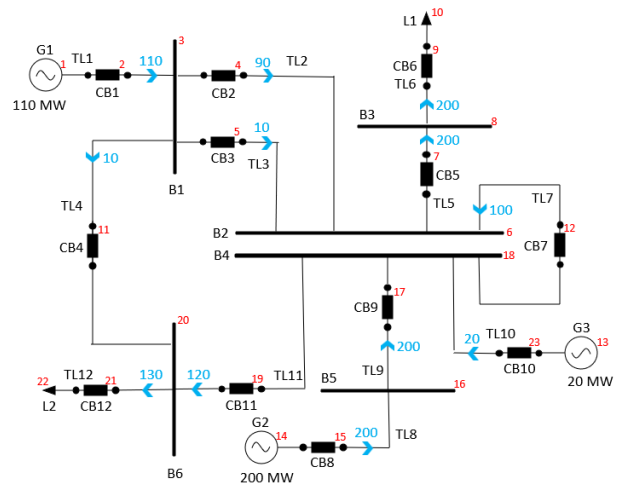 L1 10
G1 1 TL1 2 110 3 4 90 TL2 9 CB6
110 MW CB1 CB2 TL6
200
B3 8
5 10 200
10 CB3 TL3 7 CB5
B1 TL5 TL7
TL4 11 100 12
CB4 B2 6 CB7
B4 18
17 CB9
20 200 TL10 23 G3 13
20 CB10 20 MW
TL12 TL11 TL9
22 21 130 120 19 B5 16
L2 CB12 CB11
G2 14 15 200 TL8
B6 CB8
200 MW